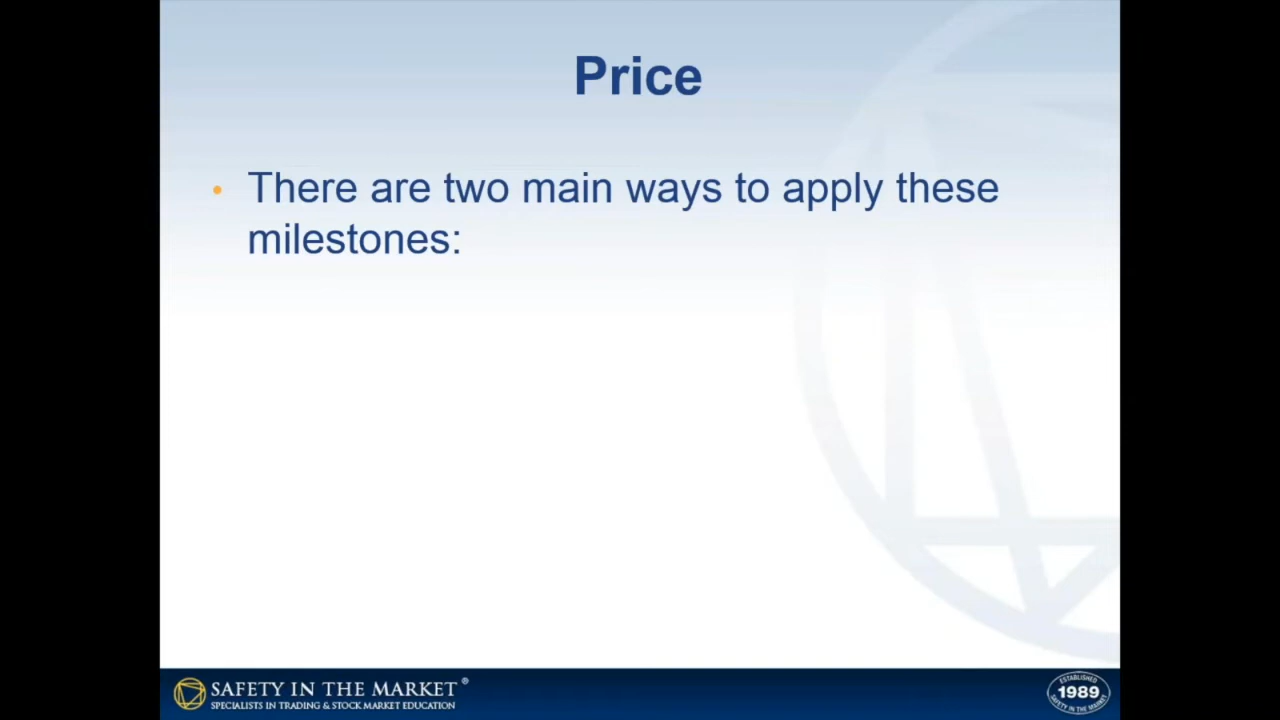 Price
• There are two main ways to apply these
milestones:
SAFETY IN THE MARKET®
SPECIALISTS IN TRADING & STOCK MARKET EDUCATION
ESTABLISHED
1989
SAFETY IN THE MARKET